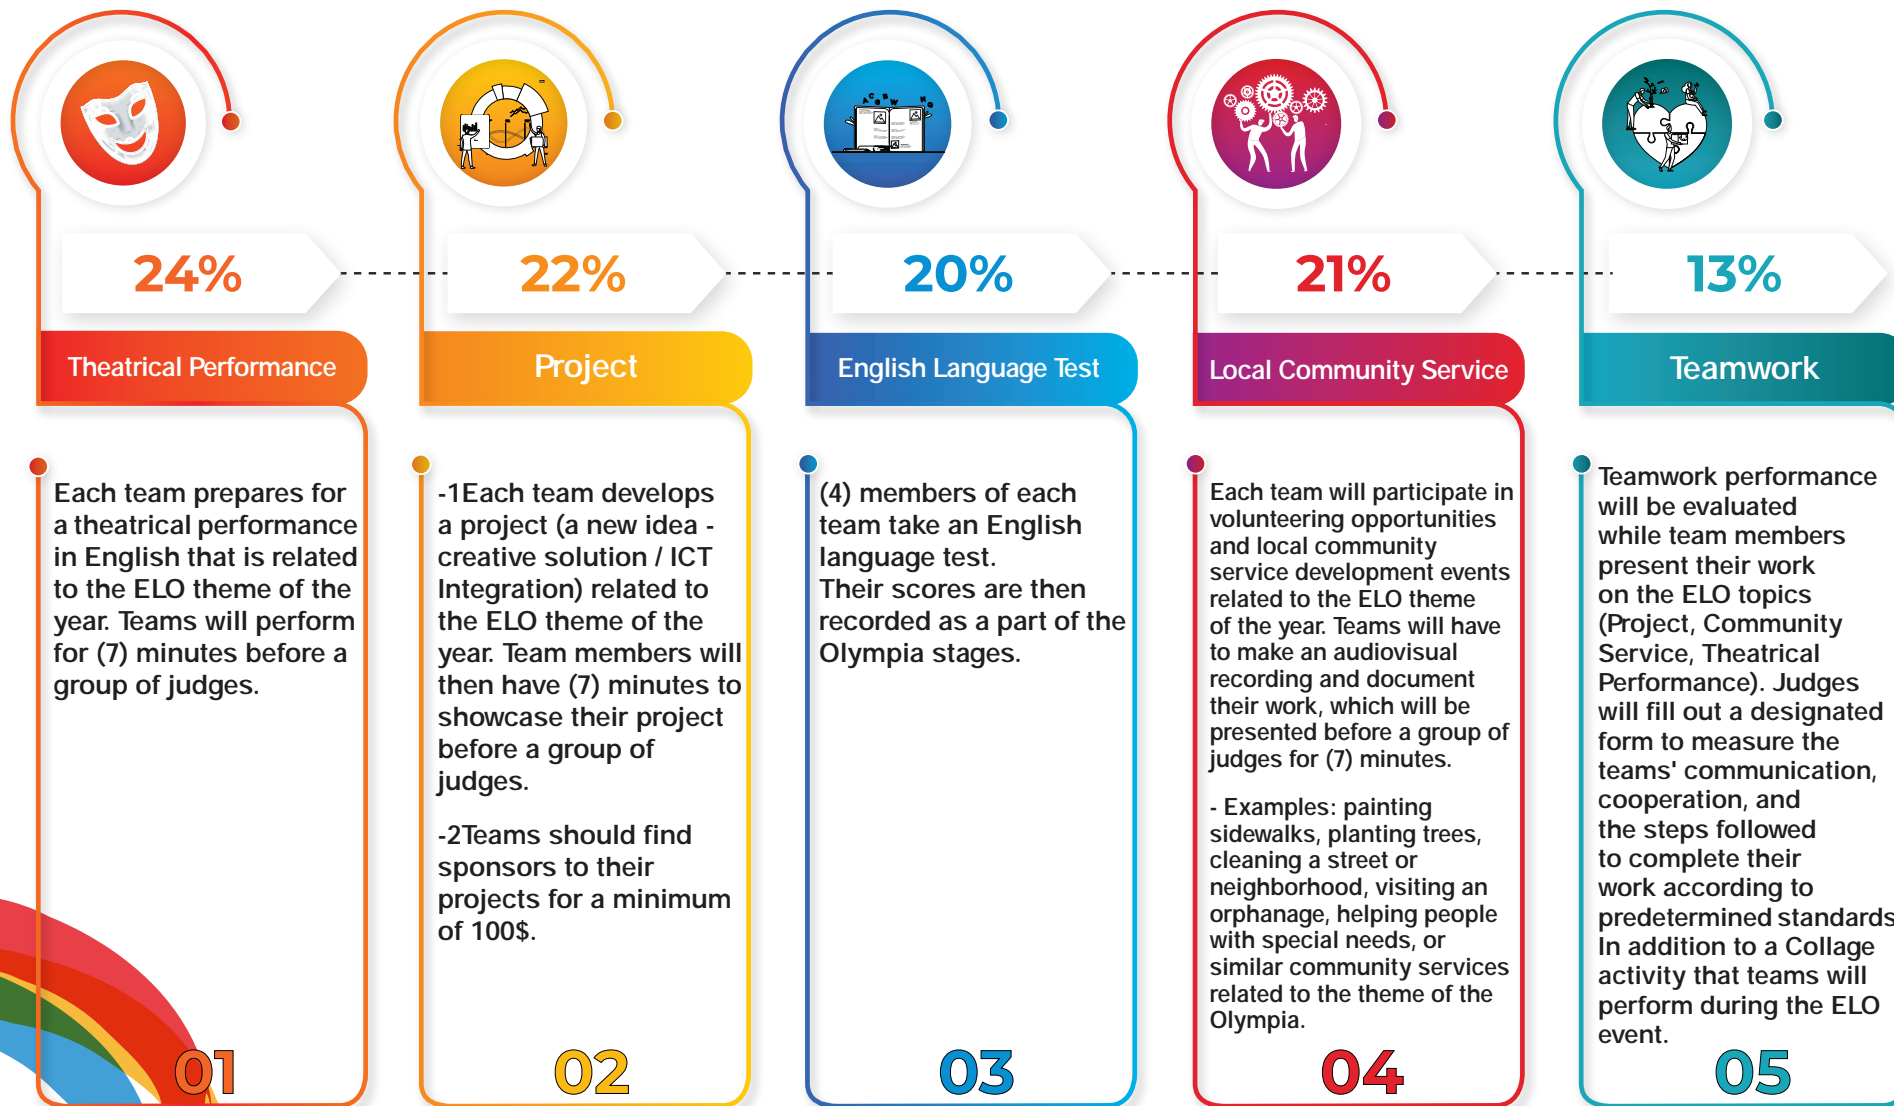 24%
Theatrical Performance
Each team prepares for
a theatrical performance
in English that is related
to the ELO theme of the
year. Teams will perform
for (7) minutes before a
group of judges.
01
22%
Project
-1Each team develops
a project (a new idea -
creative solution / ICT
Integration) related to
the ELO theme of the
year. Team members will
then have (7) minutes to
showcase their project
before a group of
judges.
-2Teams should find
sponsors to their
projects for a minimum
of 100$.
02
20%
English Language Test
(4) members of each
team take an English
language test.
Their scores are then
recorded as a part of the
Olympia stages.
03
21%
Local Community Service
Each team will participate in
volunteering opportunities
and local community
service development events
related to the ELO theme
of the year. Teams will have
to make an audiovisual
recording and document
their work, which will be
presented before a group of
judges for (7) minutes.
- Examples: painting
sidewalks, planting trees,
cleaning a street or
neighborhood, visiting an
orphanage, helping people
with special needs, or
similar community services
related to the theme of the
Olympia.
04
13%
Teamwork
Teamwork performance
will be evaluated
while team members
present their work
on the ELO topics
(Project, Community
Service, Theatrical
Performance). Judges
will fill out a designated
form to measure the
teams' communication,
cooperation, and
the steps followed
to complete their
work according to
predetermined standards
In addition to a Collage
activity that teams will
perform during the ELO
event.
05